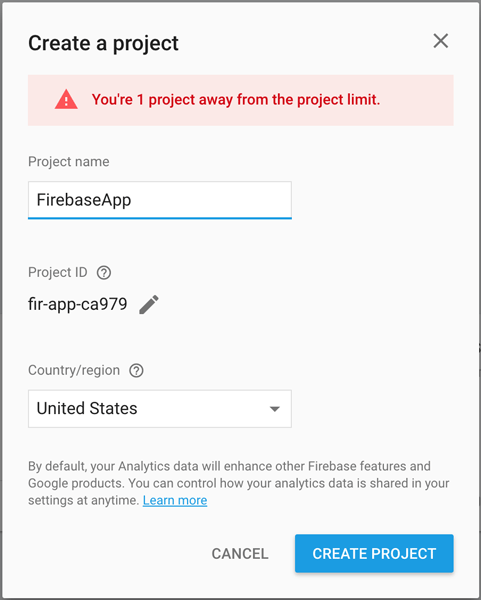 Create a project
You're 1 project away from the project limit.
Project name
FirebaseApp
Project ID
fir-app-ca979
Country/region
United States
By default, your Analytics data will enhance other Firebase features and
Google products. You can control how your analytics data is shared in your
settings at anytime. Learn more
CANCEL
CREATE PROJECT